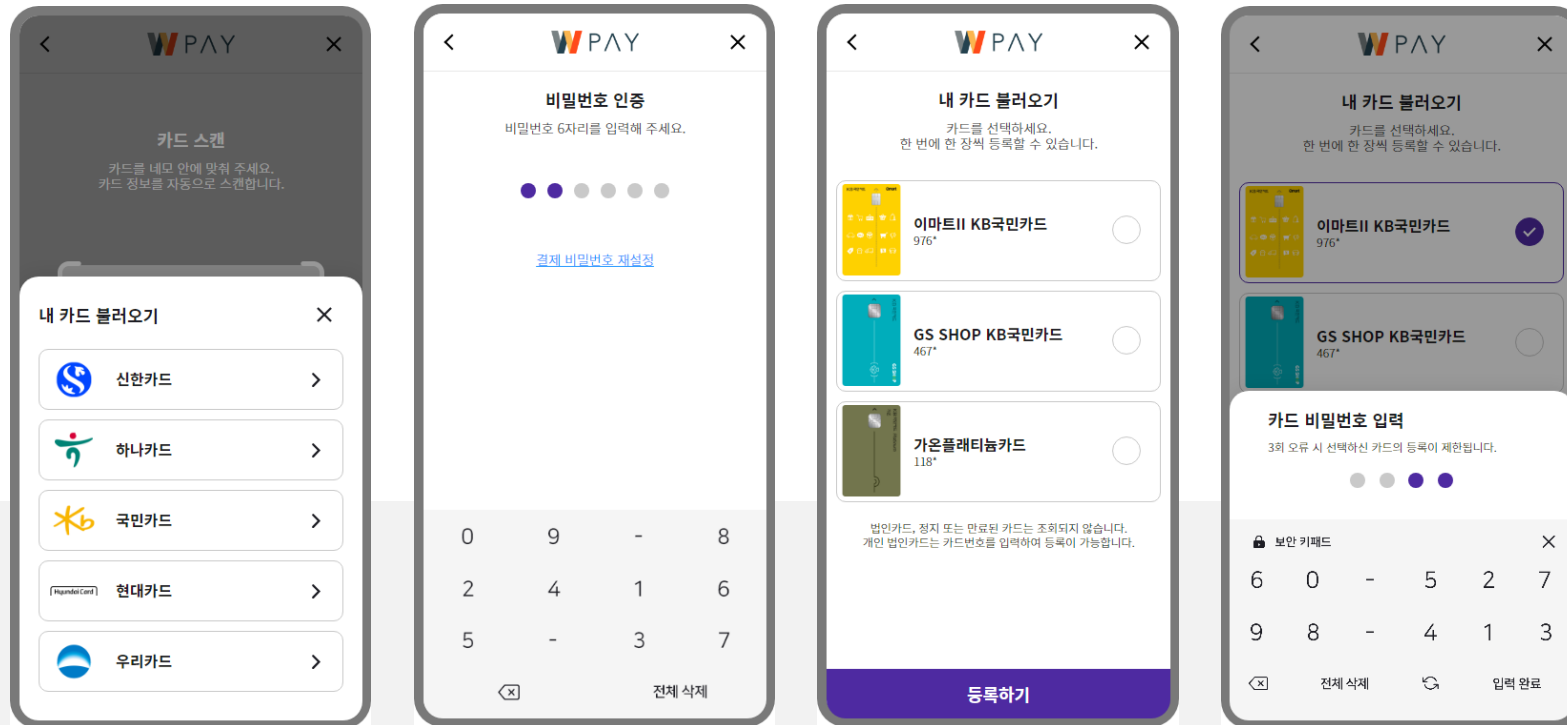 W PAY
카드 스캔
카드를 네모 안에 맞춰 주세요.
카드 정보를 자동으로 스캔합니다.
내 카드 불러오기
신한카드
하나카드
국민카드
Hyundai Card
현대카드
우리카드
W PAY
비밀번호 인증
비밀번호 6자리를 입력해 주세요.
결제 비밀번호 재설정
0 9 - 8
2 4 1 6
5 - 3 7
전체 삭제
W PAY
내 카드 불러오기
카드를 선택하세요.
한 번에 한 장씩 등록할 수 있습니다.
이마트II KB국민카드
976*
GS SHOP KB국민카드
467*
가온플래티늄카드
118*
법인카드, 정지 또는 만료된 카드는 조회되지 않습니다.
개인 법인카드는 카드번호를 입력하여 등록이 가능합니다.
등록하기
W PAY
내 카드 불러오기
카드를 선택하세요.
한 번에 한 장씩 등록할 수 있습니다.
이마트II KB국민카드
976*
GS SHOP KB국민카드
467*
카드 비밀번호 입력
3회 오류 시 선택하신 카드의 등록이 제한됩니다.
보안 키패드
6 0 - 5 2 7
9 8 - 4 1 3
전체 삭제
입력 완료